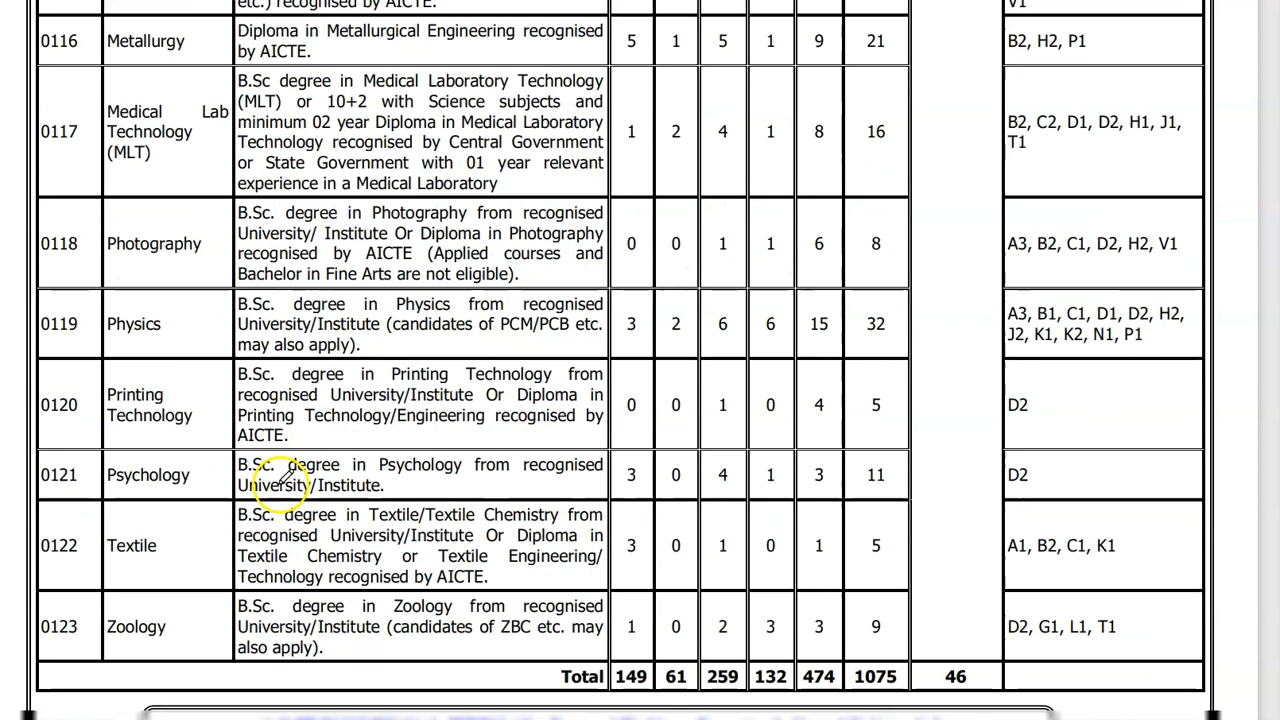 etc.) recognised by AICTE.
V1
0116 Metallurgy Diploma in Metallurgical Engineering recognised by AICTE. 5 1 5 1 9 21 B2, H2, P1
0117 Medical Lab Technology (MLT) B.Sc degree in Medical Laboratory Technology
(MLT) or 10+2 with Science subjects and
minimum 02 year Diploma in Medical Laboratory
Technology recognised by Central Government
or State Government with 01 year relevant
experience in a Medical Laboratory
1 2 4 1 8 16 B2, C2, D1, D2, H1, J1,
T1
0118 Photography B.Sc. degree in Photography from recognised
University/ Institute Or Diploma in Photography
recognised by AICTE (Applied courses and
Bachelor in Fine Arts are not eligible).
0 0 1 1 6 8 A3, B2, C1, D2, H2, V1
0119 Physics B.Sc. degree in Physics from recognised
University/Institute (candidates of PCM/PCB etc.
may also apply).
3 2 6 6 15 32 A3, B1, C1, D1, D2, H2,
J2, K1, K2, N1, P1
0120 Printing Technology B.Sc. degree in Printing Technology from
recognised University/Institute Or Diploma in
Printing Technology/Engineering recognised by
AICTE.
0 0 1 0 4 5 D2
0121 Psychology B.Sc. degree in Psychology from recognised
University/Institute.
3 0 4 1 3 11 D2
0122 Textile B.Sc. degree in Textile/Textile Chemistry from
recognised University/Institute Or Diploma in
Textile Chemistry or Textile Engineering/
Technology recognised by AICTE.
3 0 1 0 1 5 A1, B2, C1, K1
0123 Zoology B.Sc. degree in Zoology from recognised
University/Institute (candidates of ZBC etc. may
also apply).
1 0 2 3 3 9 D2, G1, L1, T1
Total 149 61 259 132 474 1075 46